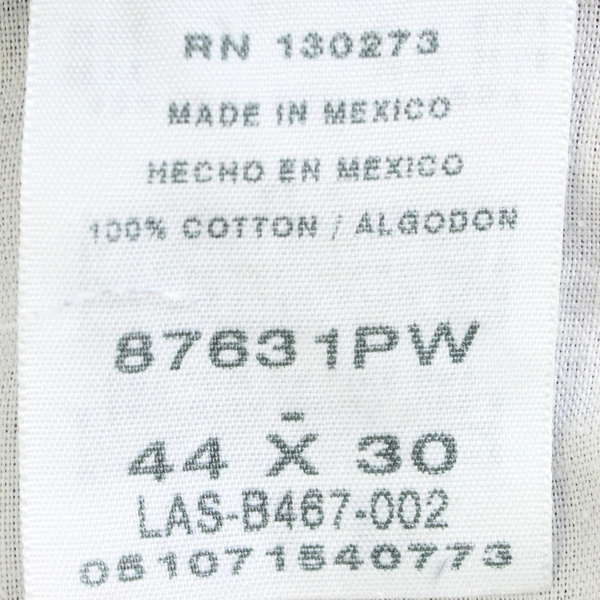 RN 130273
MADE IN MEXICO
HECHO EN MEXICO
100% COTTON / ALGODON
87631PW
-
44 X 30
LAS-B467-002
051071540773